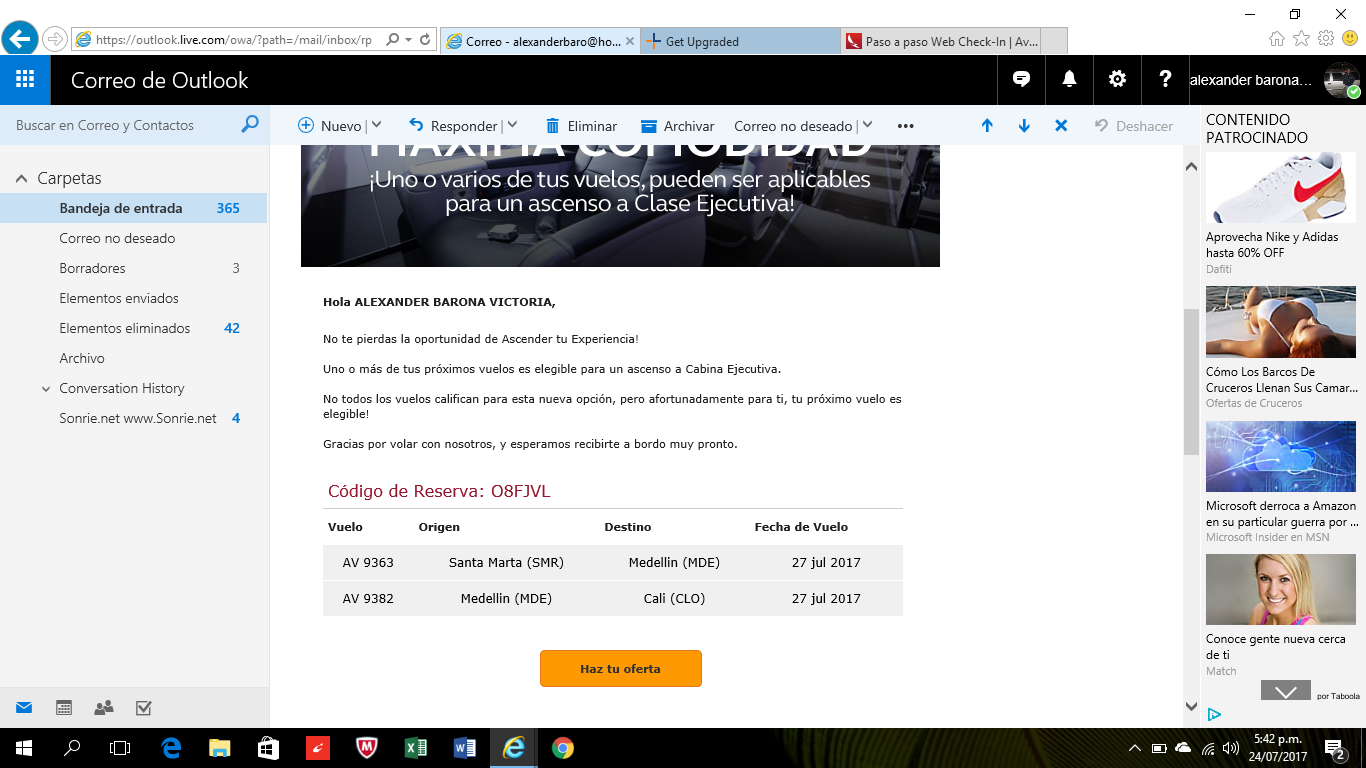 https://outlook.live.com/owa/?path=/mail/inbox/rp
Correo - alexanderbaro@ho...
Get Upgraded
Paso a paso Web Check-In | Av...
Correo de Outlook
alexander barona...
Buscar en Correo y Contactos
Nuevo
Responder
Eliminar
Archivar
Correo no deseado
Deshacer
Carpetas
Bandeja de entrada 365
Correo no deseado
Borradores 3
Elementos enviados
Elementos eliminados 42
Archivo
Conversation History
Sonrie.net www.Sonrie.net 4
MÁXIMA COMODIDAD
¡Uno o varios de tus vuelos, pueden ser aplicables
para un ascenso a Clase Ejecutiva!
Hola ALEXANDER BARONA VICTORIA,
No te pierdas la oportunidad de Ascender tu Experiencia!
Uno o más de tus próximos vuelos es elegible para un ascenso a Cabina Ejecutiva.
No todos los vuelos califican para esta nueva opción, pero afortunadamente para ti, tu próximo vuelo es
elegible!
Gracias por volar con nosotros, y esperamos recibirte a bordo muy pronto.
Código de Reserva: O8FJVL
Vuelo Origen Destino Fecha de Vuelo
AV 9363 Santa Marta (SMR) Medellin (MDE) 27 jul 2017
AV 9382 Medellin (MDE) Cali (CLO) 27 jul 2017
Haz tu oferta
CONTENIDO
PATROCINADO
Aprovecha Nike y Adidas
hasta 60% OFF
Dafiti
Cómo Los Barcos De
Cruceros Llenan Sus Camar...
Ofertas de Cruceros
Microsoft derroca a Amazon
en su particular guerra por ...
Microsoft Insider en MSN
Conoce gente nueva cerca
de ti
Match
por Taboola
5:42 p.m.
24/07/2017
2